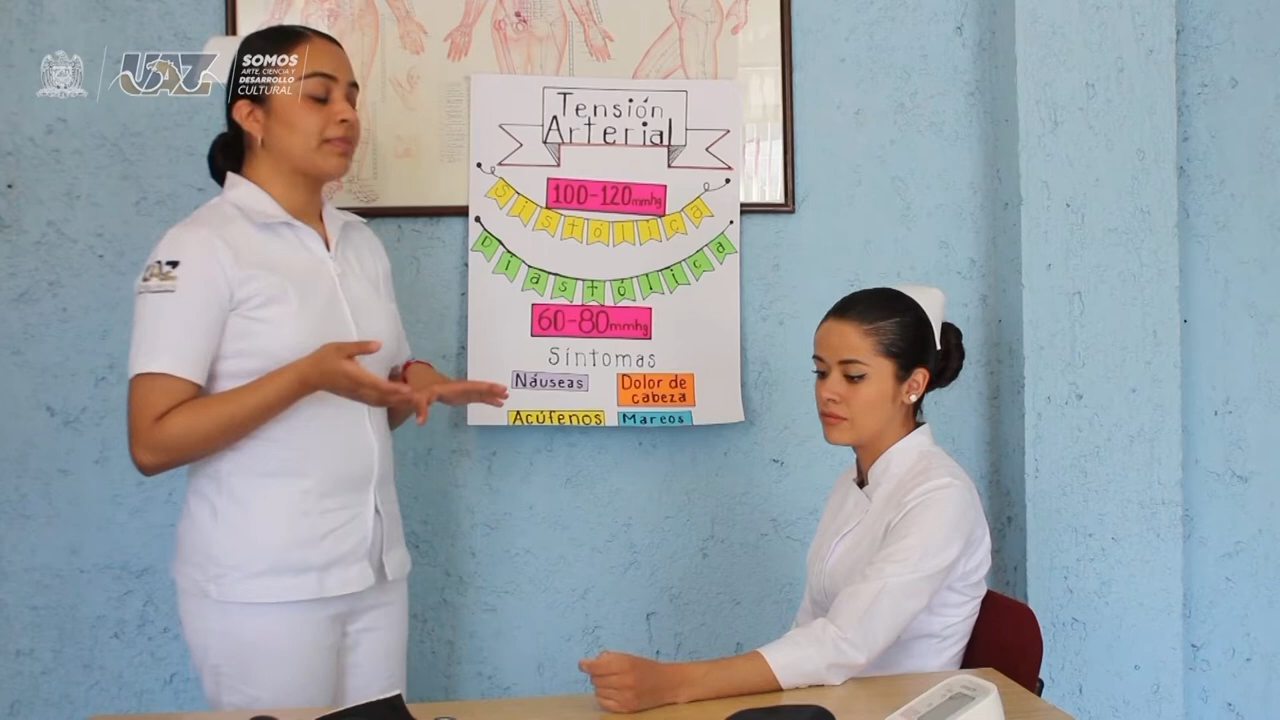 UAZ
SOMOS
ARTE, CIENCIA Y
DESARROLLO
CULTURAL
UAZ
Tensión
Arterial
100-120mmhg
Sistólica
Diastólica
60-80mmhg
Síntomas
Náuseas
Dolor de
cabeza
Acúfenos
Mareos